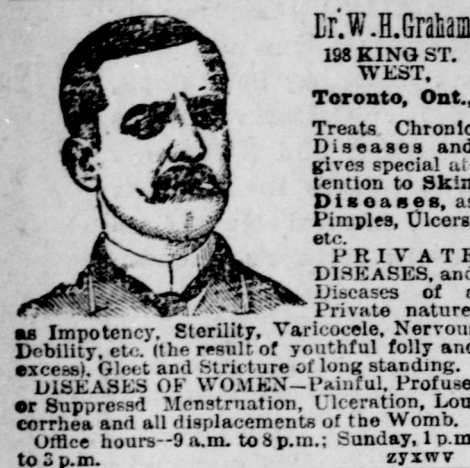 Dr. W. H. Graham
198 KING ST.
WEST,
Toronto, Ont.,
Treats Chronic
Diseases and
gives special at
tention to Skin
Diseases, as
Pimples, Ulcers
etc.
PRIVATE
DISEASES, and
Diseases of a
Private nature
as Impotency, Sterility, Varicocele, Nervous
Debility, etc. (the result of youthful folly and
excess). Gleet and Stricture of long standing.
DISEASES OF WOMEN—Painful, Profuse
or Suppressd Menstruation, Ulceration, Lou
corrhea and all displacements of the Womb.
Office hours--9 a.m. to 8 p.m.; Sunday, 1 p.m
to 3 p.m. zyxwv